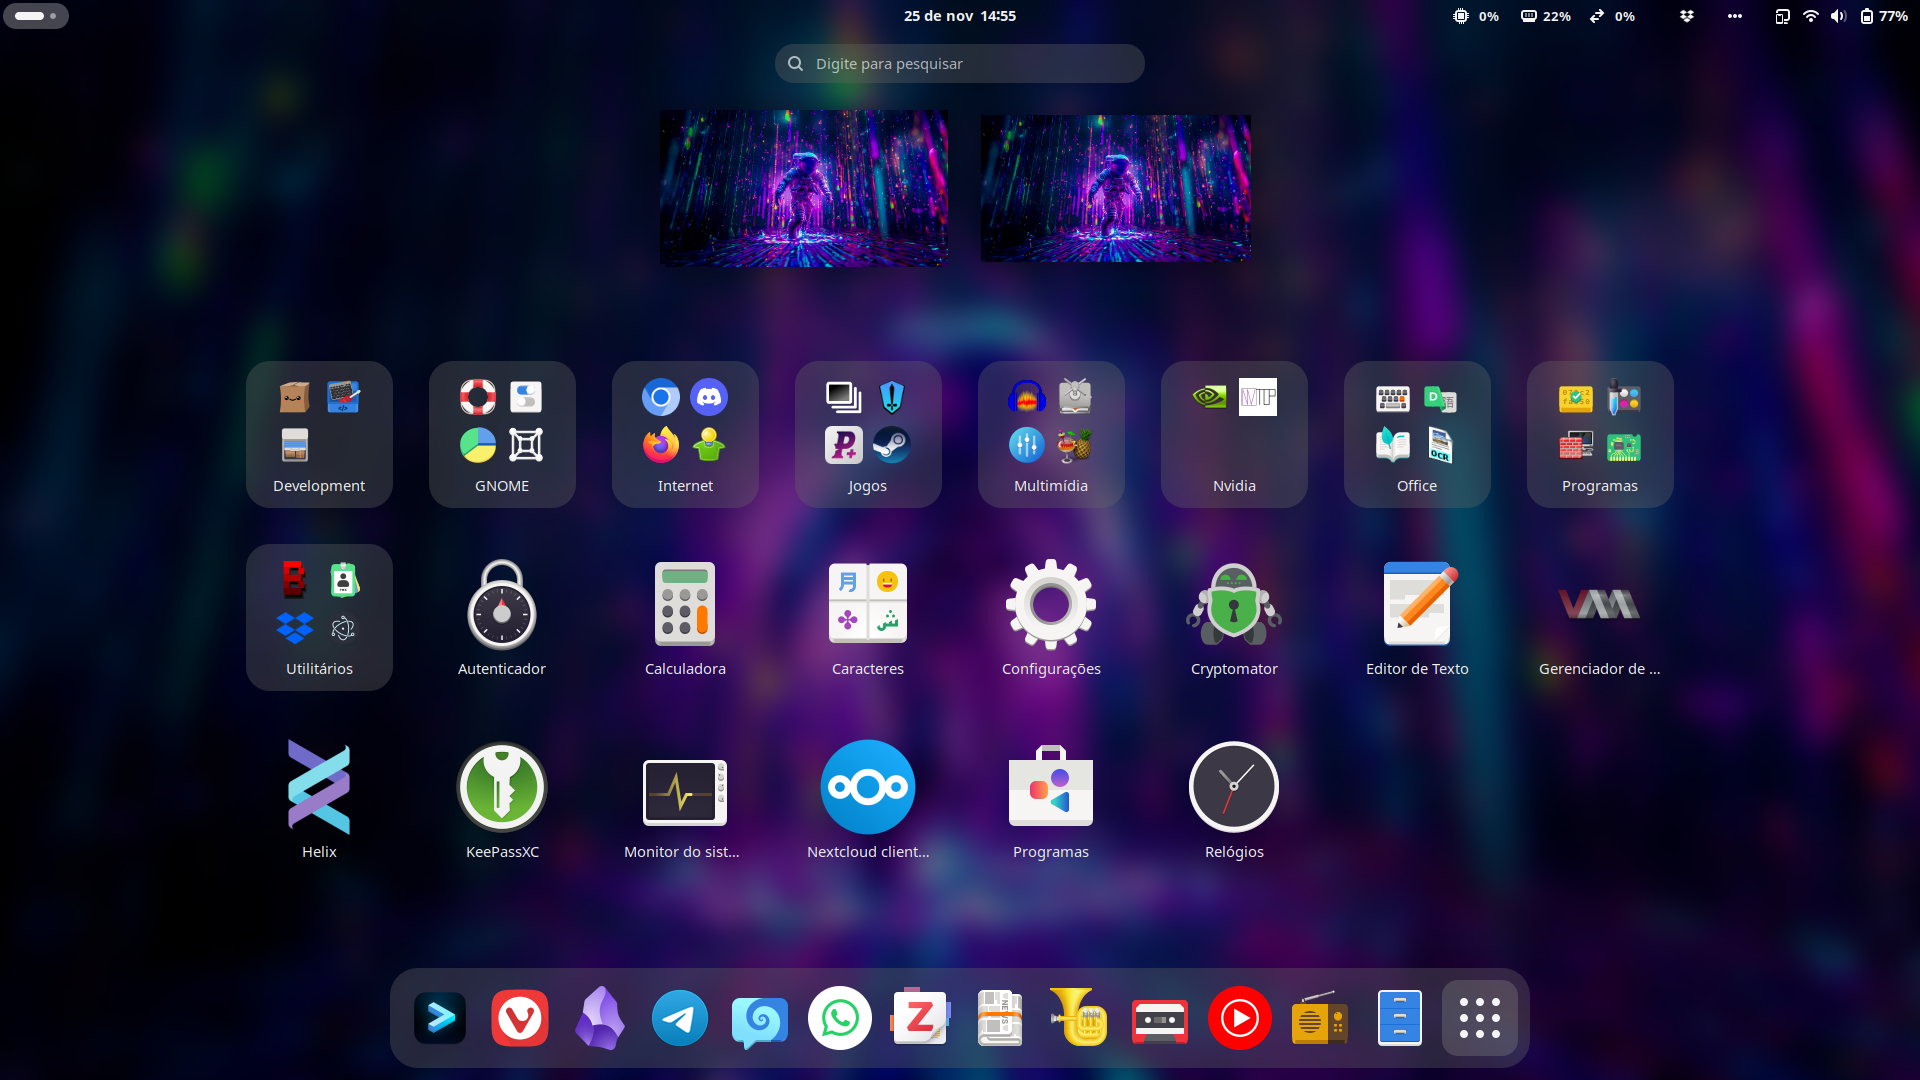 25 de nov 14:55
0%
22%
0%
77%
Digite para pesquisar
Development
GNOME
Internet
Jogos
Multimídia
Nvidia
Office
Programas
Utilitários
Autenticador
Calculadora
Caracteres
Configurações
Cryptomator
Editor de Texto
Gerenciador de ...
Helix
KeePassXC
Monitor do sist...
Nextcloud client...
Programas
Relógios